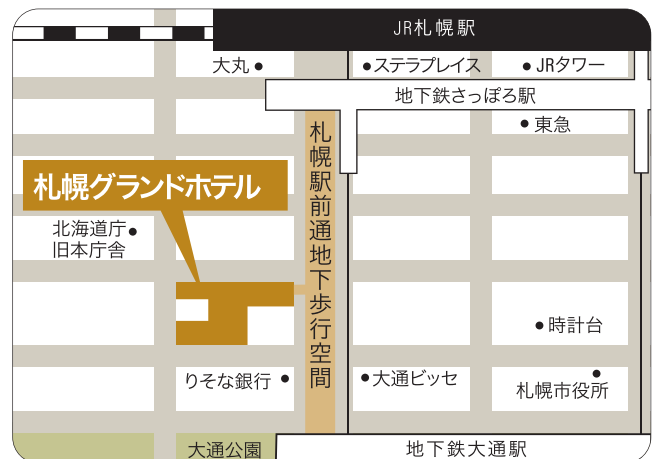 JR札幌駅
大丸
ステラプレイス
JRタワー
地下鉄さっぽろ駅
東急
札幌駅前通地下歩行空間
札幌グランドホテル
北海道庁
旧本庁舎
時計台
りそな銀行
大通ビッセ
札幌市役所
大通公園
地下鉄大通駅